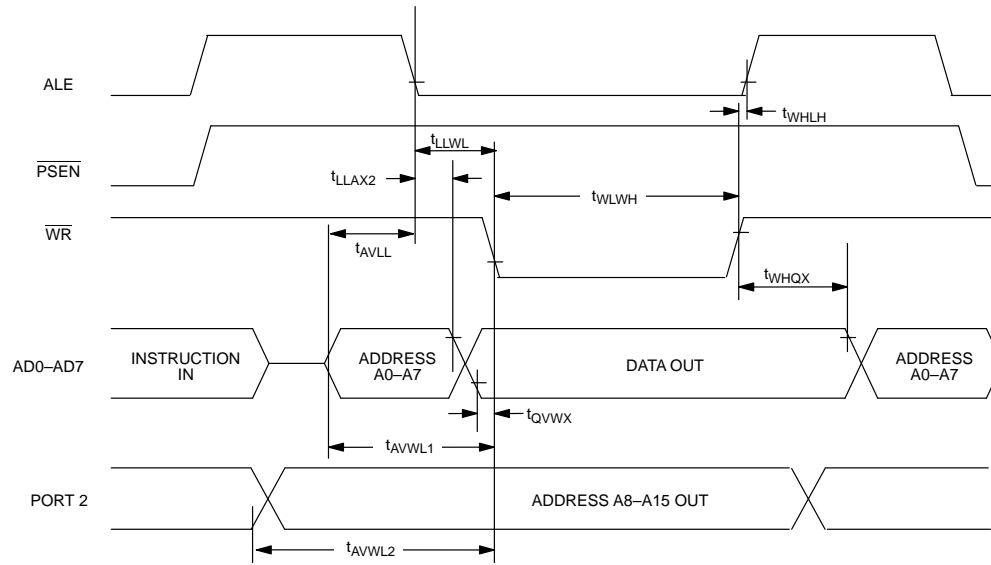 ALE
tWHLH
tLLWL
PSEN
tLLAX2
tWLWH
WR
tAVLL
tWHQX
AD0–AD7
INSTRUCTION
IN
ADDRESS
A0–A7
DATA OUT
ADDRESS
A0–A7
tQVWX
tAVWL1
PORT 2
ADDRESS A8–A15 OUT
tAVWL2